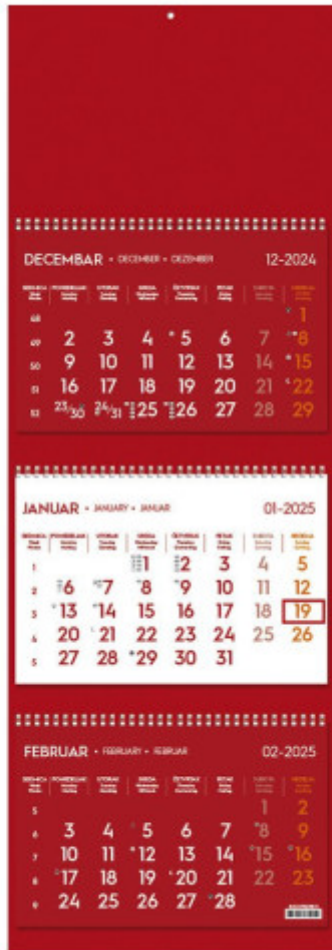 DECEMBAR • DECEMBER • DEZEMBER 12-2024
48 1
49 2 3 4 5 6 7 8
50 9 10 11 12 13 14 15
51 16 17 18 19 20 21 22
52 23/30 24/31 25 26 27 28 29
JANUAR • JANUARY • JANUAR 01-2025
1 1 2 3 4 5
2 6 7 8 9 10 11 12
3 13 14 15 16 17 18 19
4 20 21 22 23 24 25 26
5 27 28 29 30 31
FEBRUAR • FEBRUARY • FEBRUAR 02-2025
5 1 2
6 3 4 5 6 7 8 9
7 10 11 12 13 14 15 16
8 17 18 19 20 21 22 23
9 24 25 26 27 28